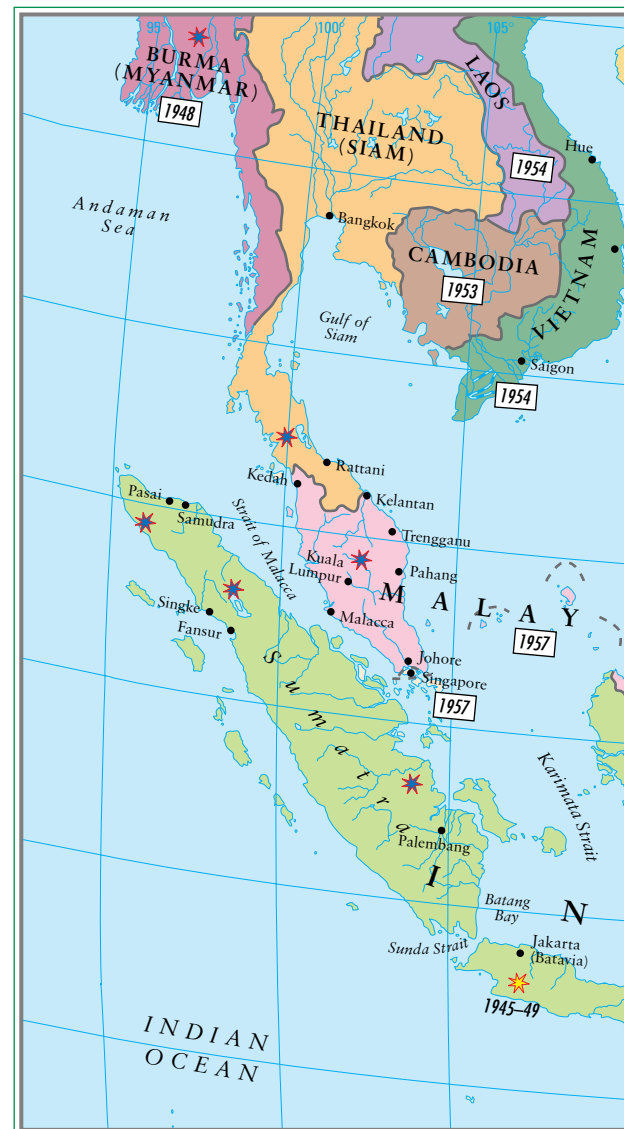 95°
100°
105°
BURMA
(MYANMAR)
1948
LAOS
THAILAND
(SIAM)
1954
Hue
Andaman
Sea
Bangkok
CAMBODIA
1953
VIETNAM
Gulf of
Siam
Saigon
1954
Rattani
Kedah
Kelantan
Pasai
Samudra
Strait of Malacca
Trengganu
Kuala
Lumpur
Pahang
MALAY
Singke
Malacca
1957
Fansur
Johore
Singapore
Sumatra
1957
Karimata Strait
Palembang
IN
Batang
Bay
Sunda Strait
Jakarta
(Batavia)
1945–49
INDIAN
OCEAN